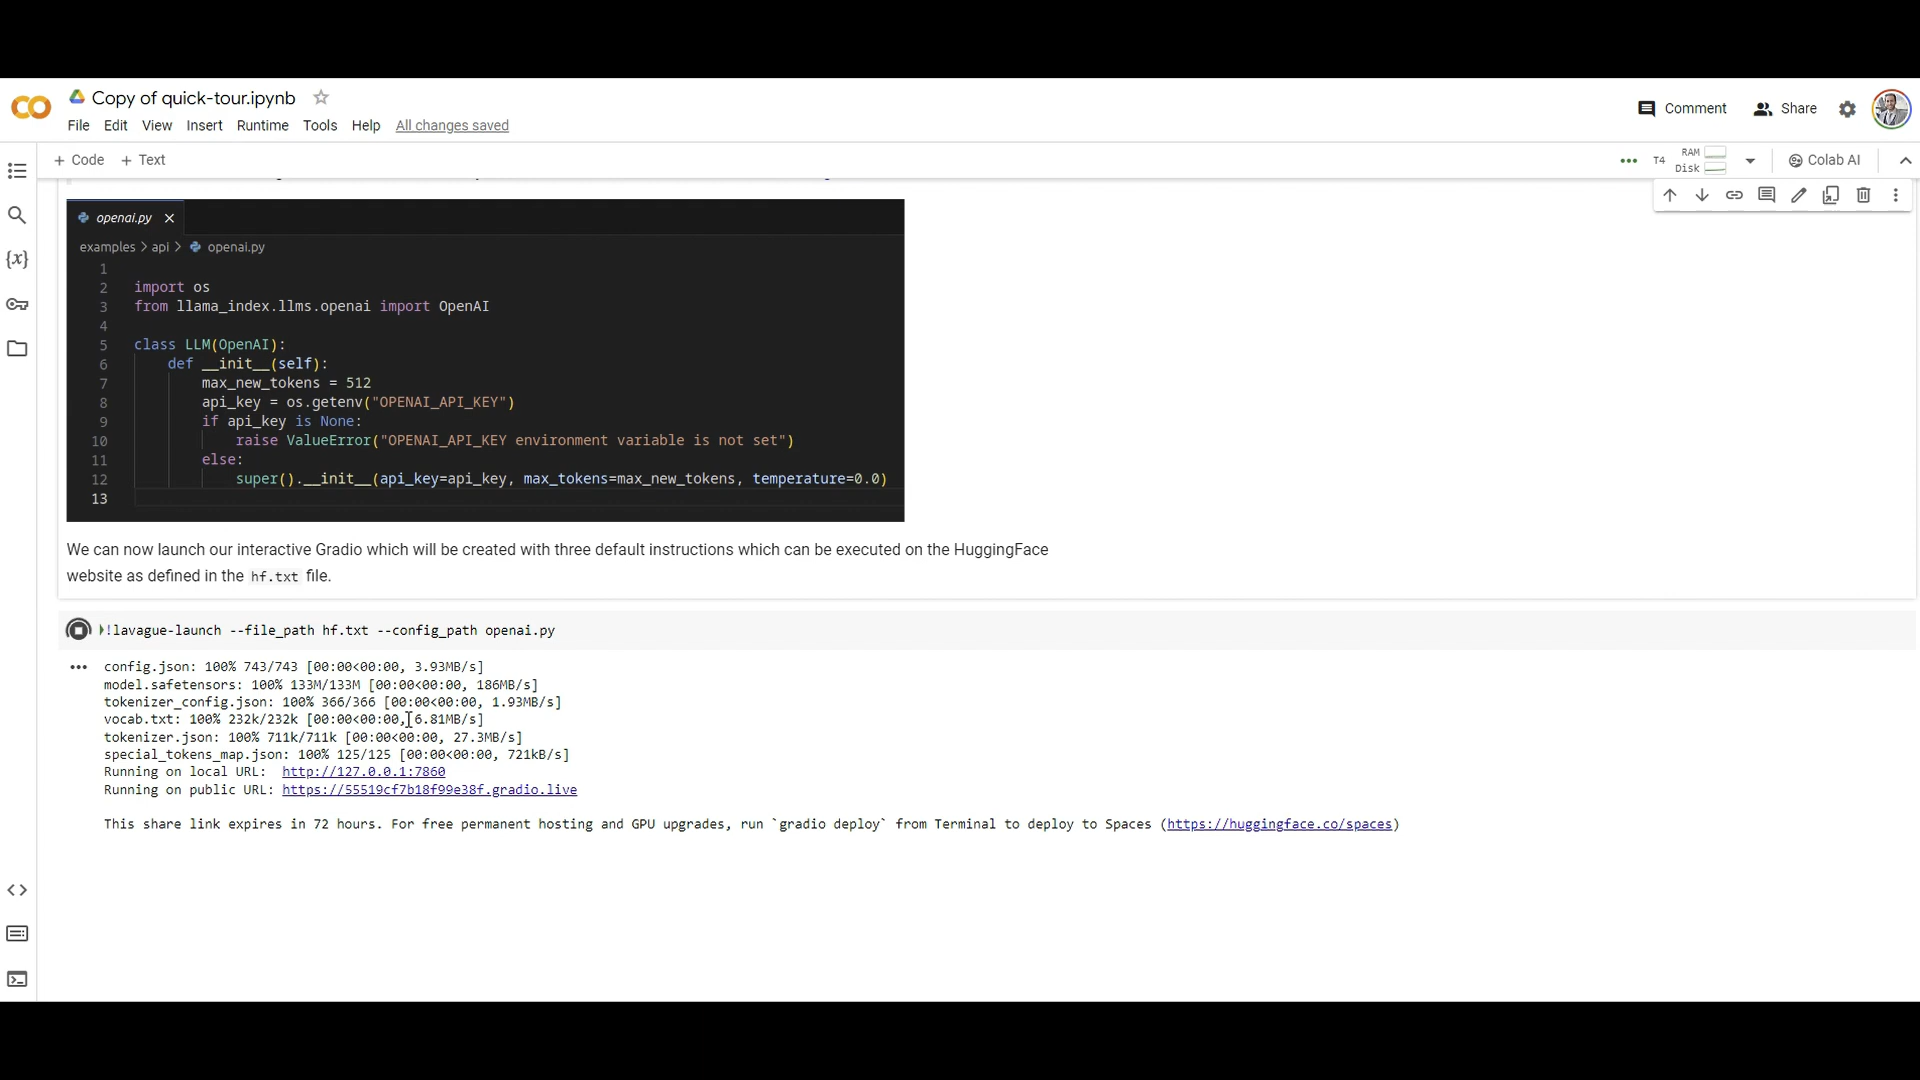 Copy of quick-tour.ipynb
Comment
Share
File Edit View Insert Runtime Tools Help All changes saved
+ Code + Text
T4
RAM
Disk
Colab AI
openai.py
examples > api > openai.py
1
2 import os
3 from llama_index.llms.openai import OpenAI
4
5 class LLM(OpenAI):
6 def __init__(self):
7 max_new_tokens = 512
8 api_key = os.getenv("OPENAI_API_KEY")
9 if api_key is None:
10 raise ValueError("OPENAI_API_KEY environment variable is not set")
11 else:
12 super().__init__(api_key=api_key, max_tokens=max_new_tokens, temperature=0.0)
13
We can now launch our interactive Gradio which will be created with three default instructions which can be executed on the HuggingFace
website as defined in the hf.txt file.
!lavague-launch --file_path hf.txt --config_path openai.py
config.json: 100% 743/743 [00:00<00:00, 3.93MB/s]
model.safetensors: 100% 133M/133M [00:00<00:00, 186MB/s]
tokenizer_config.json: 100% 366/366 [00:00<00:00, 1.93MB/s]
vocab.txt: 100% 232k/232k [00:00<00:00, 6.81MB/s]
tokenizer.json: 100% 711k/711k [00:00<00:00, 27.3MB/s]
special_tokens_map.json: 100% 125/125 [00:00<00:00, 721kB/s]
Running on local URL: http://127.0.0.1:7860
Running on public URL: https://55519cf7b18f99e38f.gradio.live
This share link expires in 72 hours. For free permanent hosting and GPU upgrades, run `gradio deploy` from Terminal to deploy to Spaces (https://huggingface.co/spaces)